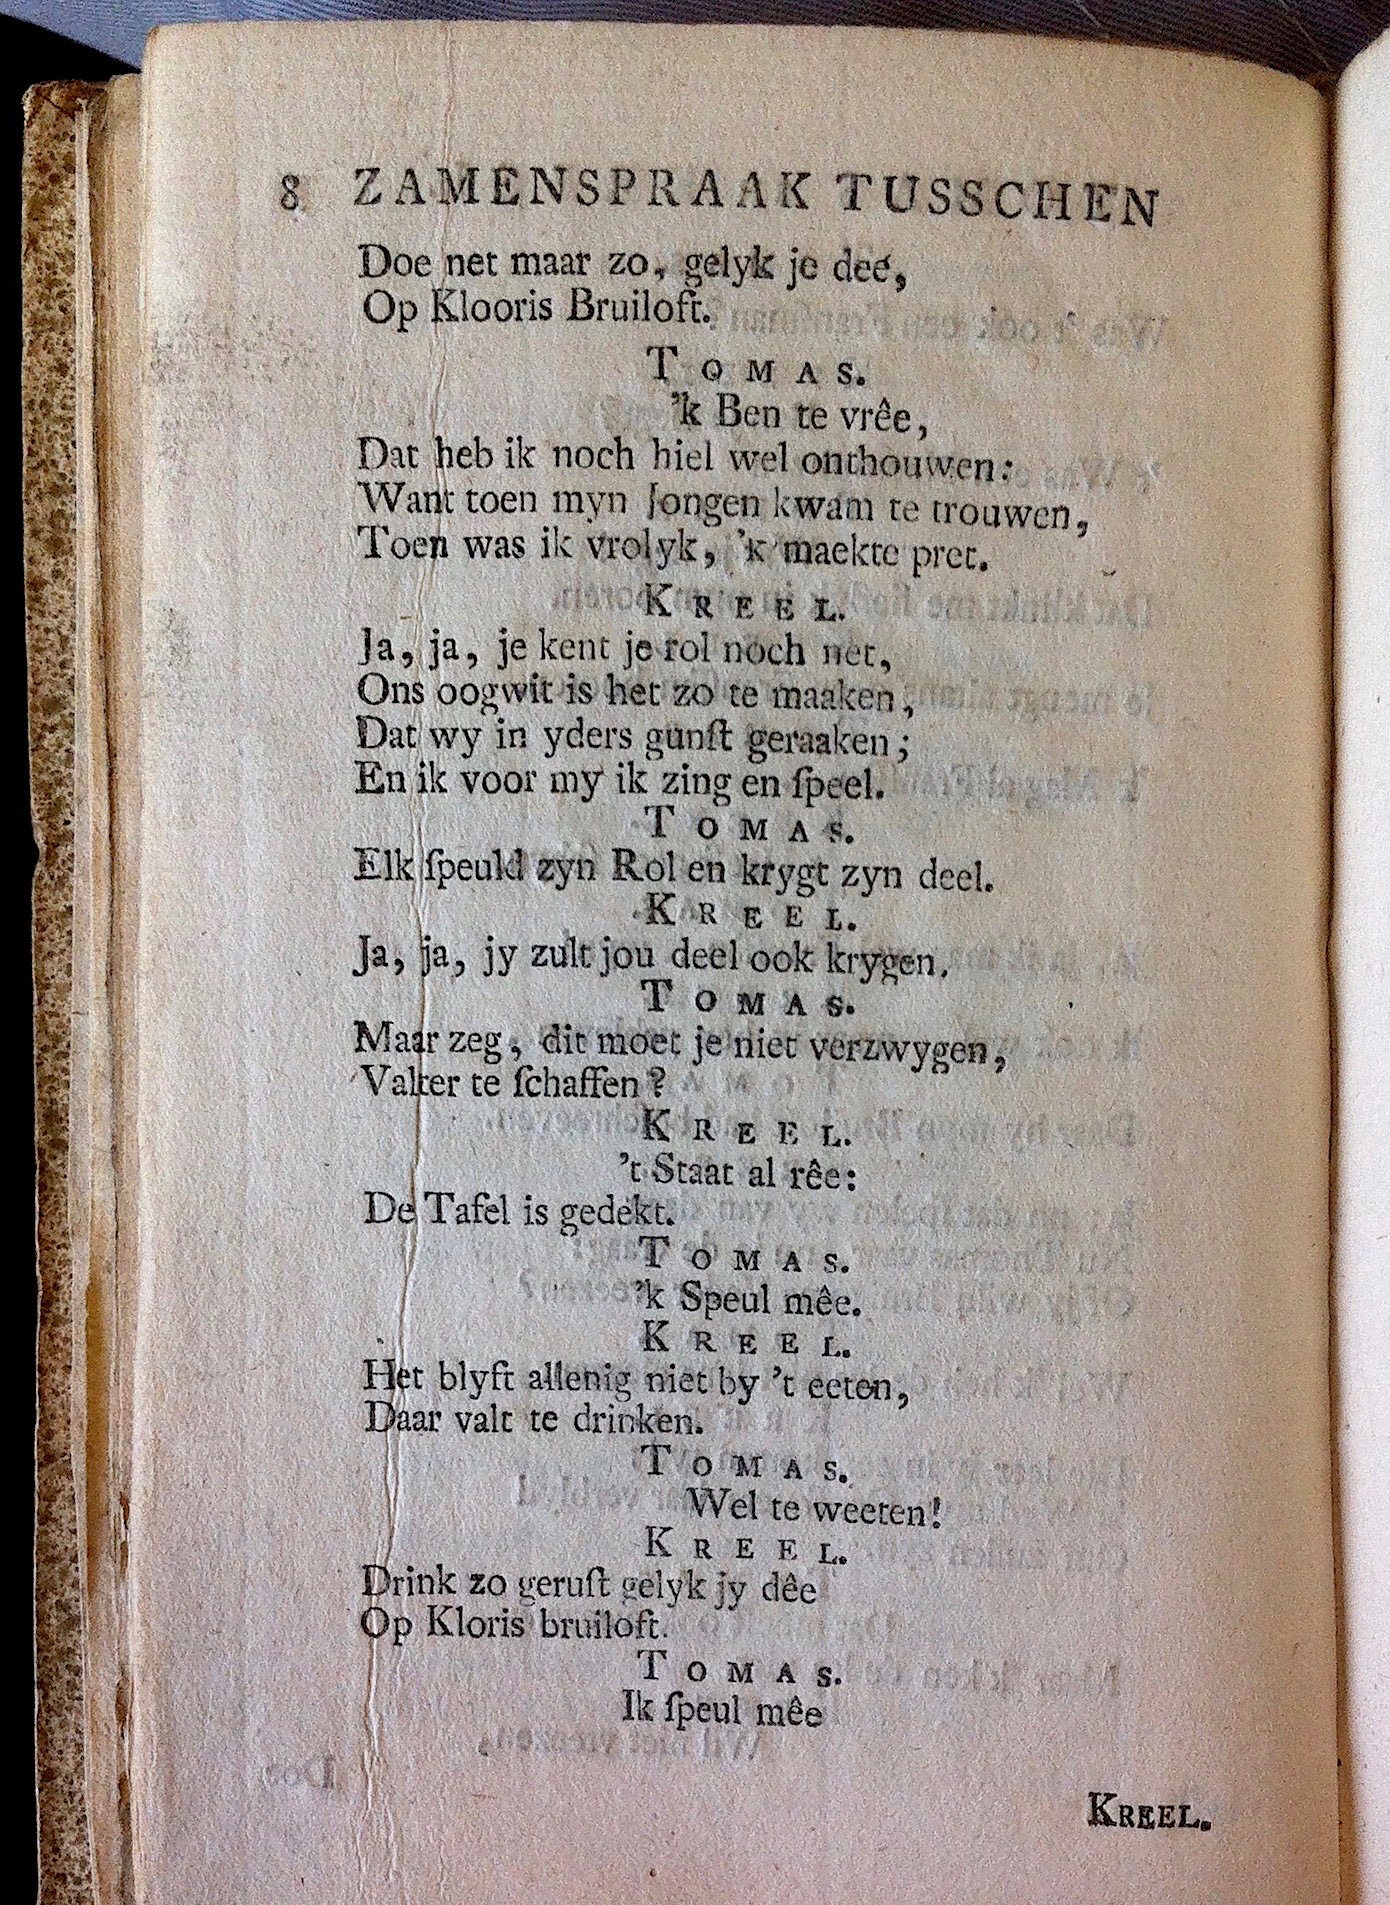 8 ZAMENSPRAAK TUSSCHEN
Doe net maar zo, gelyk je deé,
Op Klooris Bruiloft.
TOMAS.
'k Ben te vrêe,
Dat heb ik noch hiel wel onthouwen:
Want toen myn Jongen kwam te trouwen,
Toen was ik vrolyk, 'k maekte pret.
KREEL.
Ja, ja, je kent je rol noch net,
Ons oogwit is het zo te maaken,
Dat wy in yders gunſt geraaken;
En ik voor my ik zing en ſpeel.
TOMAS.
Elk ſpeuld zyn Rol en krygt zyn deel.
KREEL.
Ja, ja, jy zult jou deel ook krygen.
TOMAS.
Maar zeg, dit moet je niet verzwygen,
Valter te ſchaffen?
KREEL.
't Staat al rêe:
De Tafel is gedekt.
TOMAS.
'k Speul mêe.
KREEL.
Het blyft allenig niet by 't eeten,
Daar valt te drinken.
TOMAS.
Wel te weeten!
KREEL.
Drink zo geruſt gelyk jy dêe
Op Kloris bruiloft.
TOMAS.
Ik ſpeul mêe
KREEL.